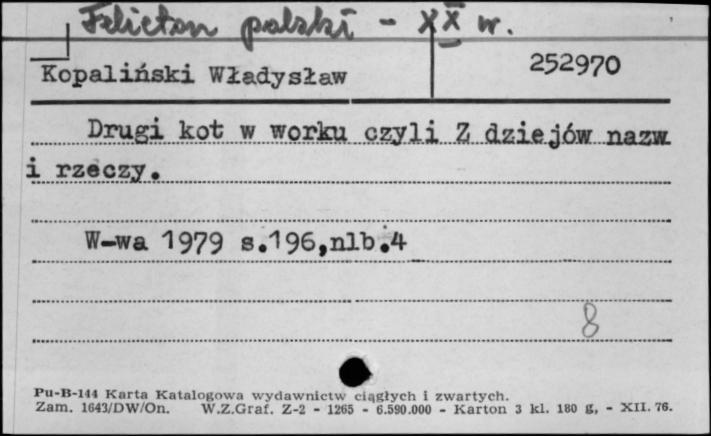 Felieton polski - XX w.
Kopaliński Władysław
252970
Drugi kot w worku czyli Z dziejów nazw
i rzeczy.
W-wa 1979 s.196,nlb.4
8
Pu-B-144 Karta Katalogowa wydawnictw ciągłych i zwartych.
Zam. 1643/DW/On. W.Z.Graf. Z-2 - 1265 - 6.590.000 - Karton 3 kl. 180 g, - XII. 76.